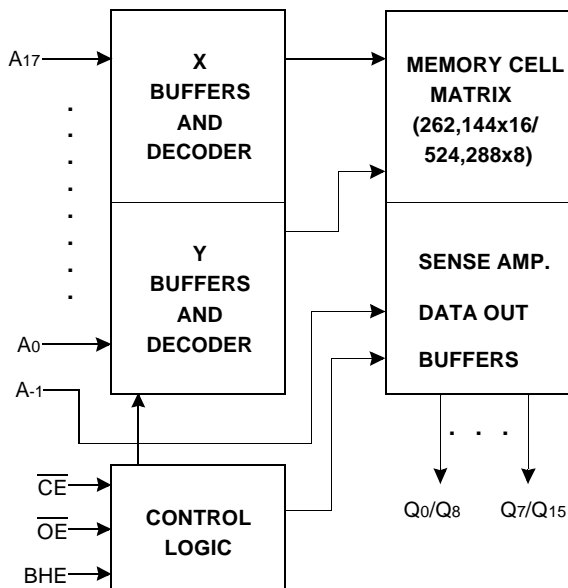 A17
X
BUFFERS
AND
DECODER
MEMORY CELL
MATRIX
(262,144x16/
524,288x8)
Y
BUFFERS
AND
DECODER
SENSE AMP.
DATA OUT
BUFFERS
A0
A-1
CE
OE
BHE
CONTROL
LOGIC
Q0/Q8
Q7/Q15